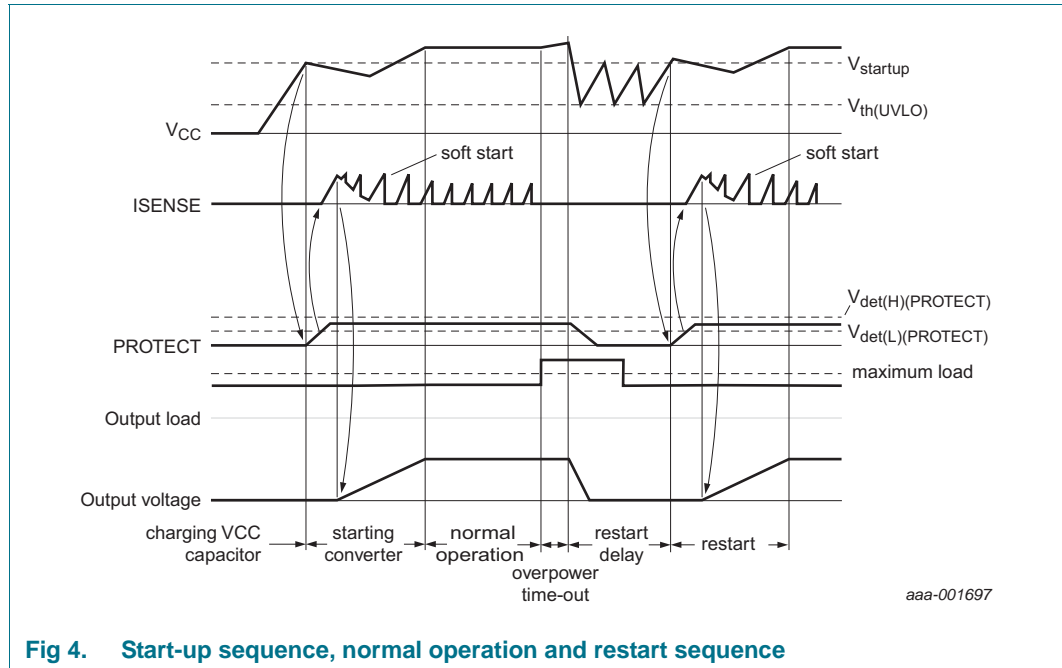 Vstartup
Vth(UVLO)
VCC
soft start
soft start
ISENSE
Vdet(H)(PROTECT)
Vdet(L)(PROTECT)
PROTECT
maximum load
Output load
Output voltage
charging VCC
capacitor
starting
converter
normal
operation
overpower
time-out
restart
delay
restart
aaa-001697
Fig 4. Start-up sequence, normal operation and restart sequence